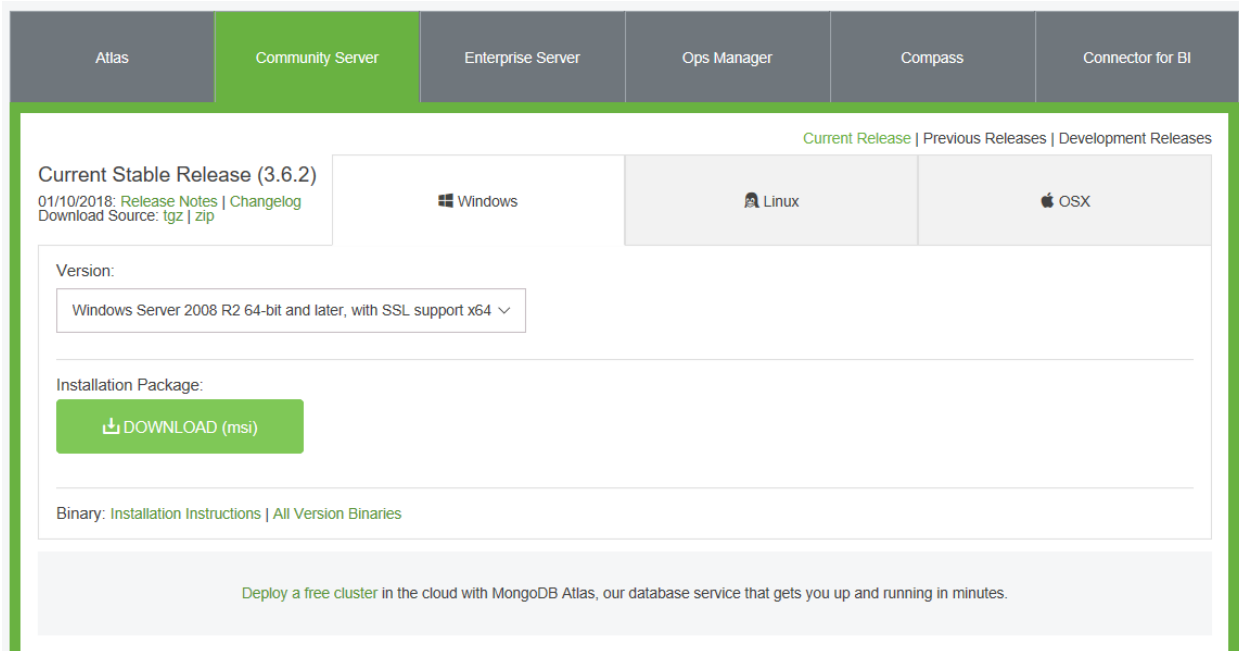 Atlas
Community Server
Enterprise Server
Ops Manager
Compass
Connector for BI
Current Release | Previous Releases | Development Releases
Current Stable Release (3.6.2)
01/10/2018: Release Notes | Changelog
Download Source: tgz | zip
Windows
Linux
OSX
Version:
Windows Server 2008 R2 64-bit and later, with SSL support x64
Installation Package:
DOWNLOAD (msi)
Binary: Installation Instructions | All Version Binaries
Deploy a free cluster in the cloud with MongoDB Atlas, our database service that gets you up and running in minutes.